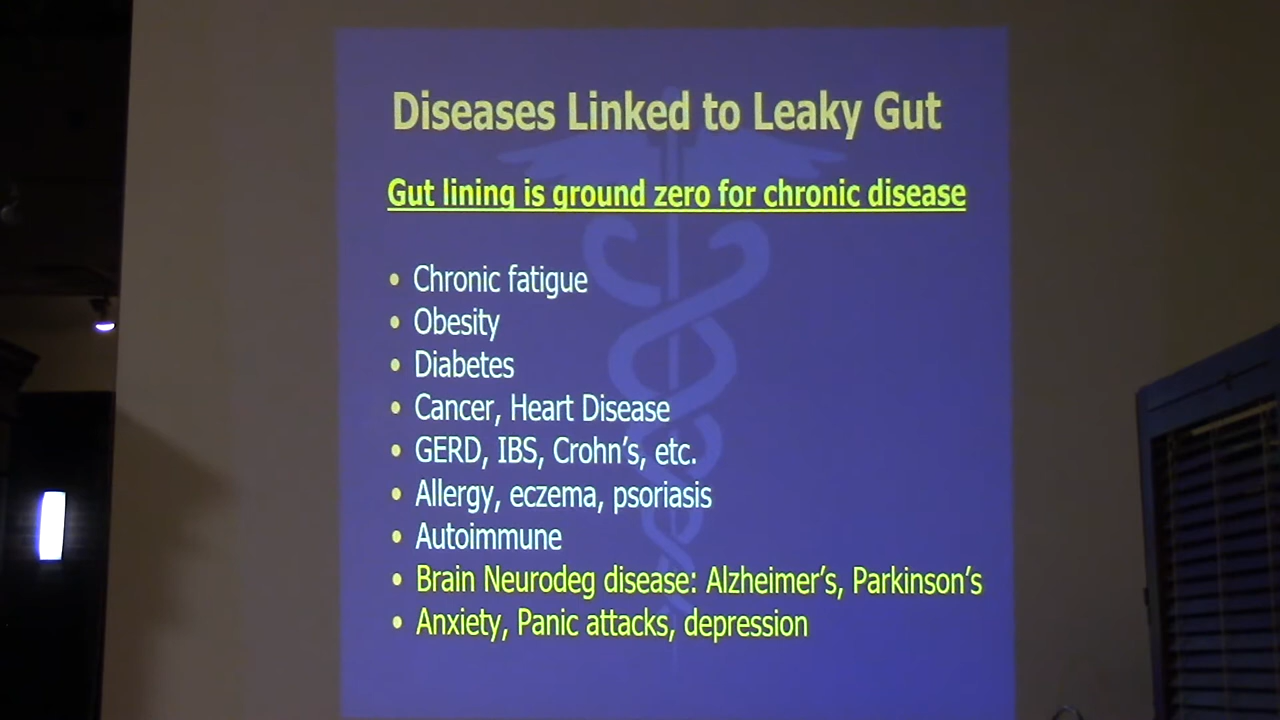 Diseases Linked to Leaky Gut
Gut lining is ground zero for chronic disease
• Chronic fatigue
• Obesity
• Diabetes
• Cancer, Heart Disease
• GERD, IBS, Crohn's, etc.
• Allergy, eczema, psoriasis
• Autoimmune
• Brain Neurodeg disease: Alzheimer's, Parkinson's
• Anxiety, Panic attacks, depression